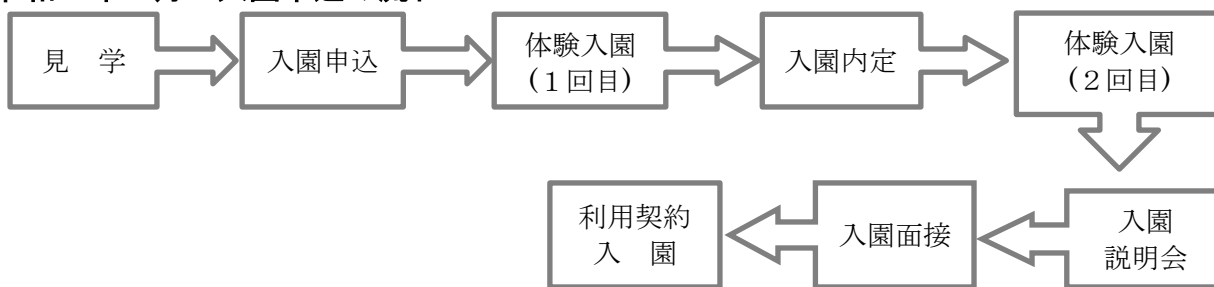 見　学
入園申込
体験入園
(１回目)
入園内定
体験入園
(２回目)
入園
説明会
入園面接
利用契約
入　園